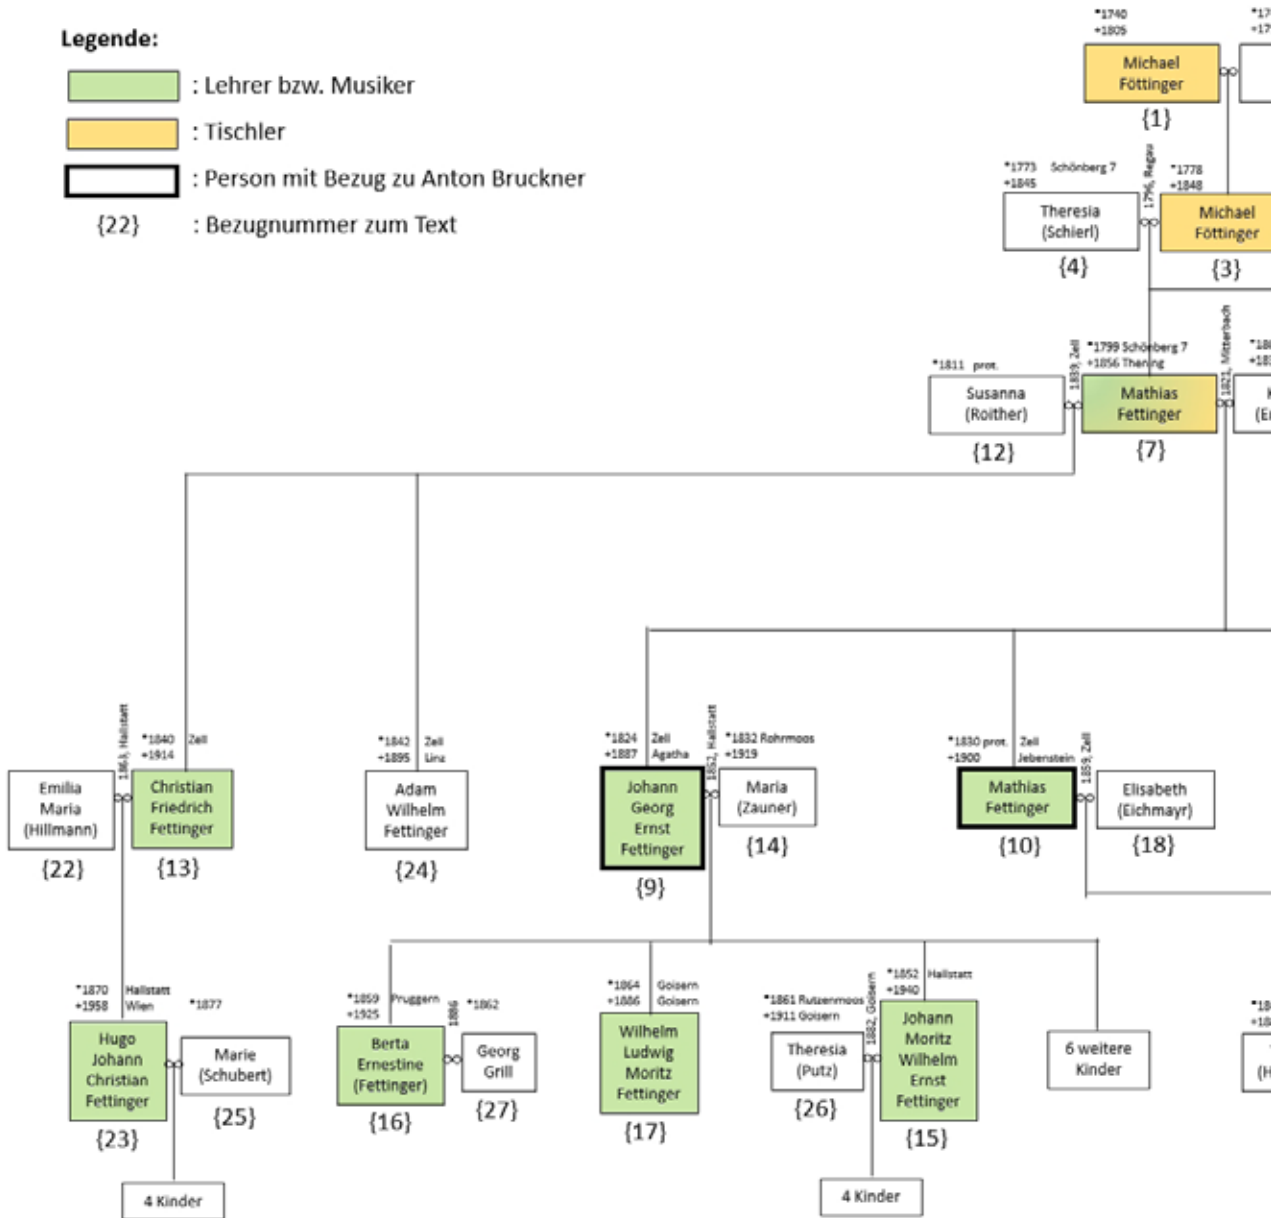 Legende:
: Lehrer bzw. Musiker
: Tischler
: Person mit Bezug zu Anton Bruckner
{22} : Bezugnummer zum Text
*1740
+1805
Michael
Föttinger
{1}
*1773 Schönberg 7
+1845
Theresia
(Schierl)
{4}
1796, Regau
*1778
+1848
Michael
Föttinger
{3}
*1811 prot.
Susanna
(Roither)
{12}
1839, Zell
*1799 Schönberg 7
+1856 Thening
Mathias
Fettinger
{7}
1821, Mitterbach
Emilia
Maria
(Hillmann)
{22}
1863, Hallstatt
*1840 Zell
+1914
Christian
Friedrich
Fettinger
{13}
*1842 Zell
+1895 Linz
Adam
Wilhelm
Fettinger
{24}
*1824 Zell
+1887 Agatha
Johann
Georg
Ernst
Fettinger
{9}
1852, Hallstatt
*1832 Rohrmoos
+1919
Maria
(Zauner)
{14}
*1830 prot. Zell
+1900 Jebenstein
Mathias
Fettinger
{10}
1859, Zell
Elisabeth
(Eichmayr)
{18}
*1870 Hallstatt
+1958 Wien
Hugo
Johann
Christian
Fettinger
{23}
*1877
Marie
(Schubert)
{25}
4 Kinder
*1859 Pruggern
+1925
Berta
Ernestine
(Fettinger)
{16}
1886
*1862
Georg
Grill
{27}
*1864 Goisern
+1886 Goisern
Wilhelm
Ludwig
Moritz
Fettinger
{17}
*1861 Rutzenmoos
+1911 Goisern
Theresia
(Putz)
{26}
1882, Goisern
*1852 Hallstatt
+1940
Johann
Moritz
Wilhelm
Ernst
Fettinger
{15}
4 Kinder
6 weitere
Kinder